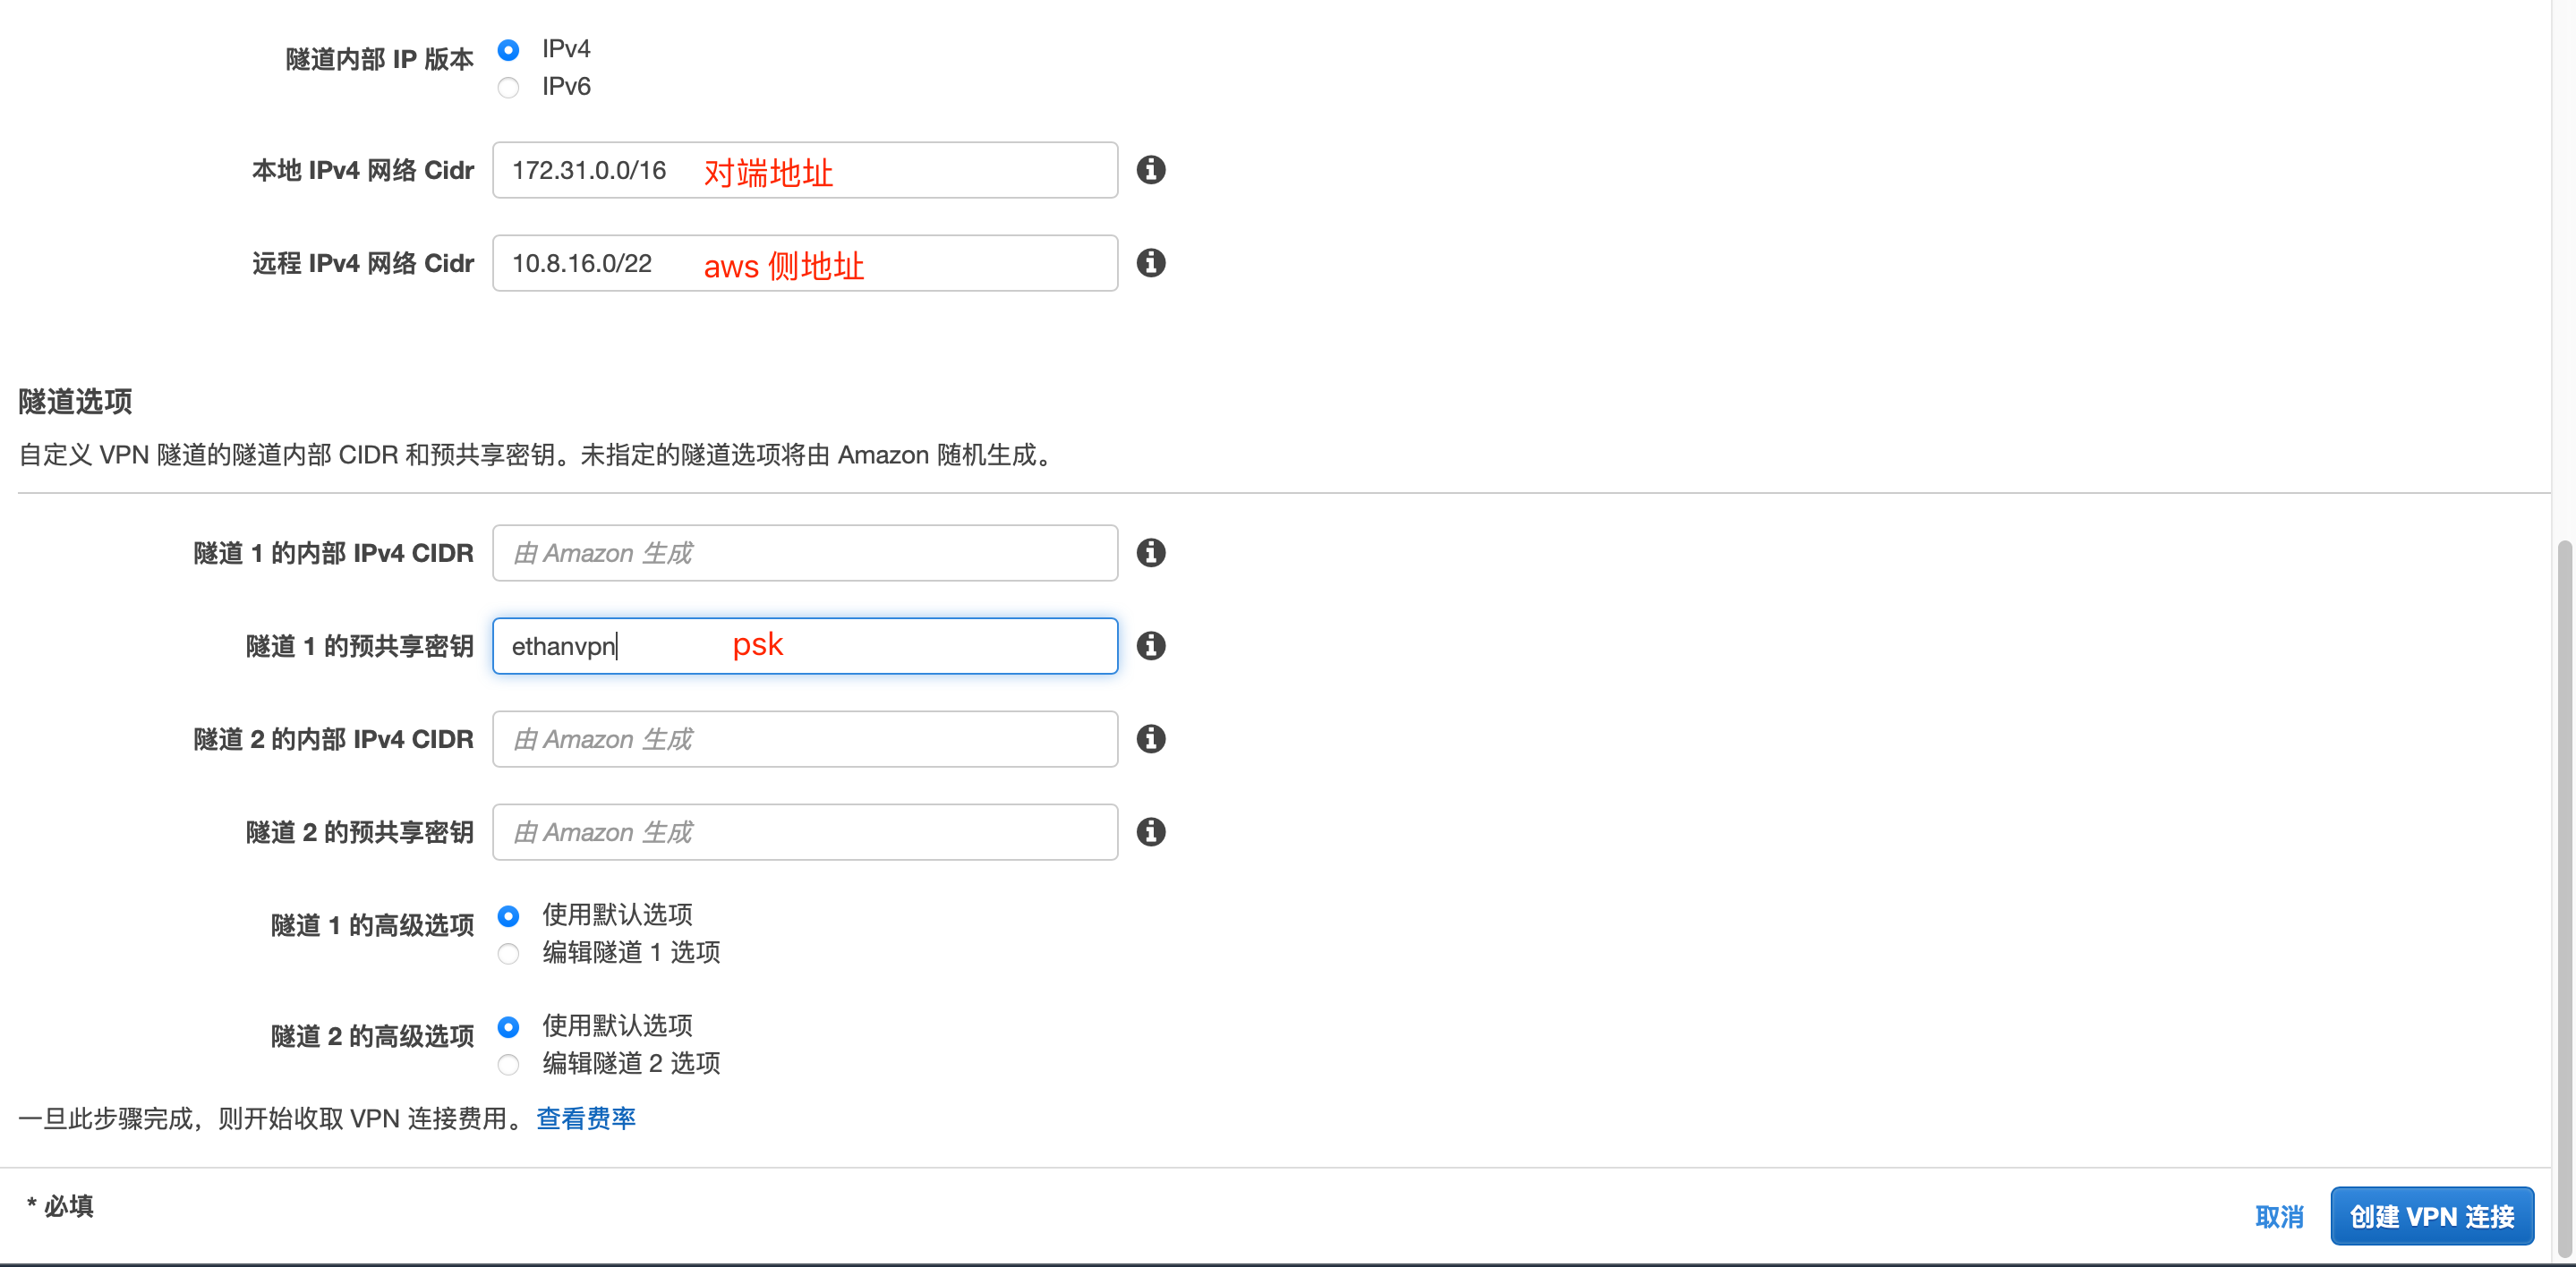 隧道内部 IP 版本
IPv4
IPv6
本地 IPv4 网络 Cidr 172.31.0.0/16 对端地址
远程 IPv4 网络 Cidr 10.8.16.0/22 aws 侧地址
隧道选项
自定义 VPN 隧道的隧道内部 CIDR 和预共享密钥。未指定的隧道选项将由 Amazon 随机生成。
隧道 1 的内部 IPv4 CIDR 由 Amazon 生成
隧道 1 的预共享密钥 ethanvpn psk
隧道 2 的内部 IPv4 CIDR 由 Amazon 生成
隧道 2 的预共享密钥 由 Amazon 生成
隧道 1 的高级选项 使用默认选项
编辑隧道 1 选项
隧道 2 的高级选项 使用默认选项
编辑隧道 2 选项
一旦此步骤完成，则开始收取 VPN 连接费用。 查看费率
* 必填
取消 创建 VPN 连接